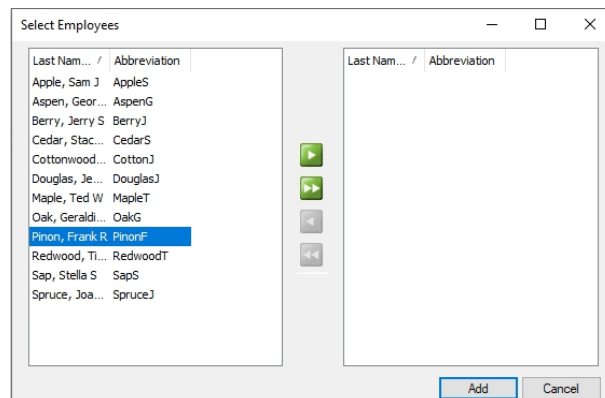 Select Employees
Last Nam... / Abbreviation
Apple, Sam J AppleS
Aspen, Geor... AspenG
Berry, Jerry S BerryJ
Cedar, Stac... CedarS
Cottonwood... CottonJ
Douglas, Je... DouglasJ
Maple, Ted W MapleT
Oak, Geraldi... OakG
Pinon, Frank R PinonF
Redwood, Ti... RedwoodT
Sap, Stella S SapS
Spruce, Joa... SpruceJ
Last Nam... / Abbreviation
Add Cancel